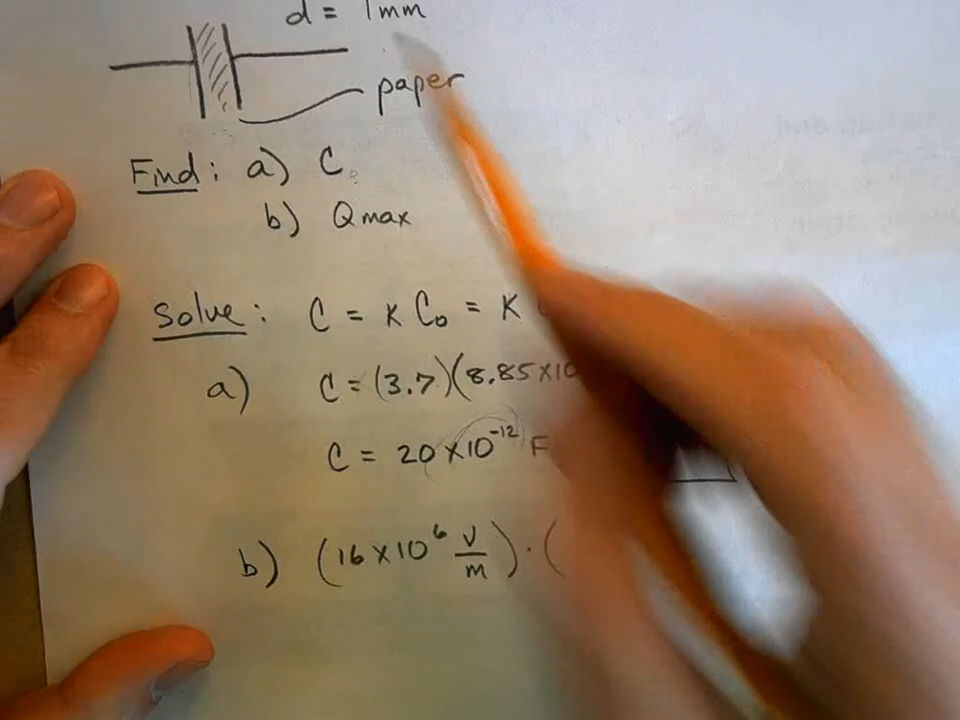 d = 1mm
paper
Find: a) C
b) Qmax
Solve: C = K C₀ = K
a) C = (3.7)(8.85×10
C = 20 ×10⁻¹² F
b) (16×10⁶ V/m) · (